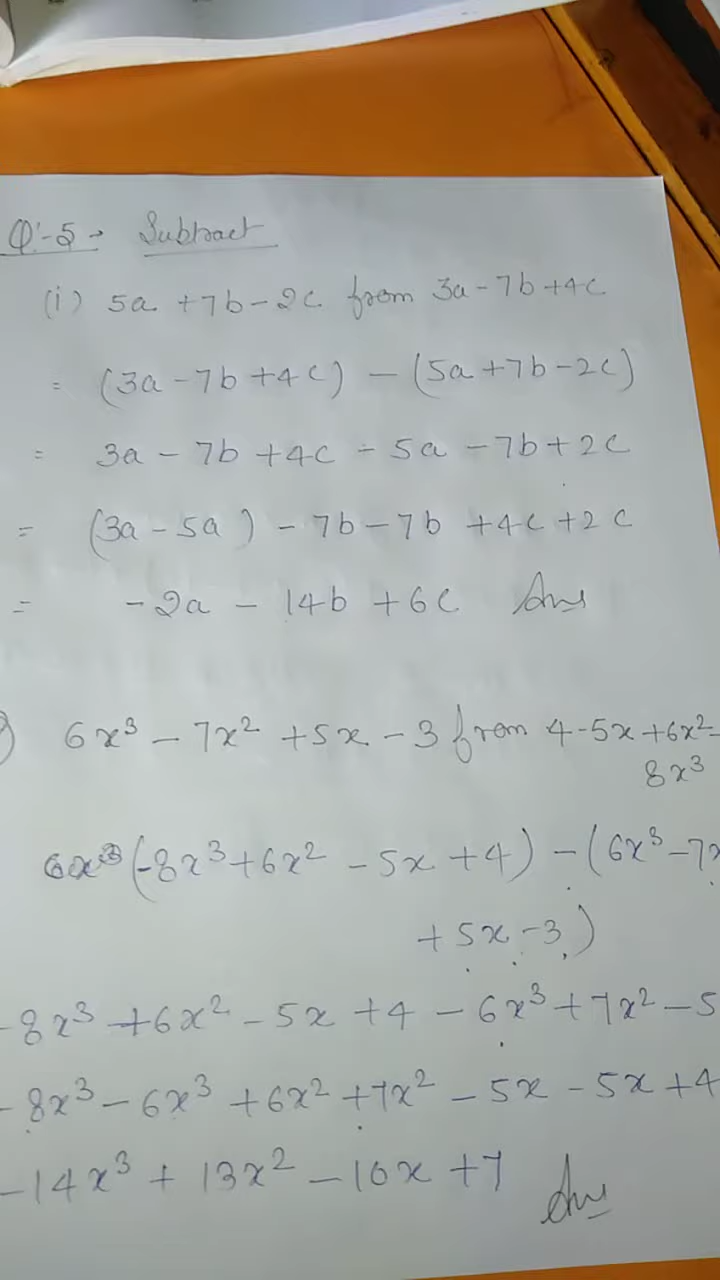 Q'-5→ Subtract
(i) 5a + 7b - 2c from 3a - 7b + 4c
= (3a - 7b + 4c) - (5a + 7b - 2c)
= 3a - 7b + 4c - 5a - 7b + 2c
= (3a - 5a) - 7b - 7b + 4c + 2c
= -2a - 14b + 6c Ans
) 6x³ - 7x² + 5x - 3 from 4 - 5x + 6x² -
8x³
(-8x³ + 6x² - 5x + 4) - (6x³ - 7x
+ 5x - 3)
-8x³ + 6x² - 5x + 4 - 6x³ + 7x² - 5
-8x³ - 6x³ + 6x² + 7x² - 5x - 5x + 4
-14x³ + 13x² - 10x + 7 Ans